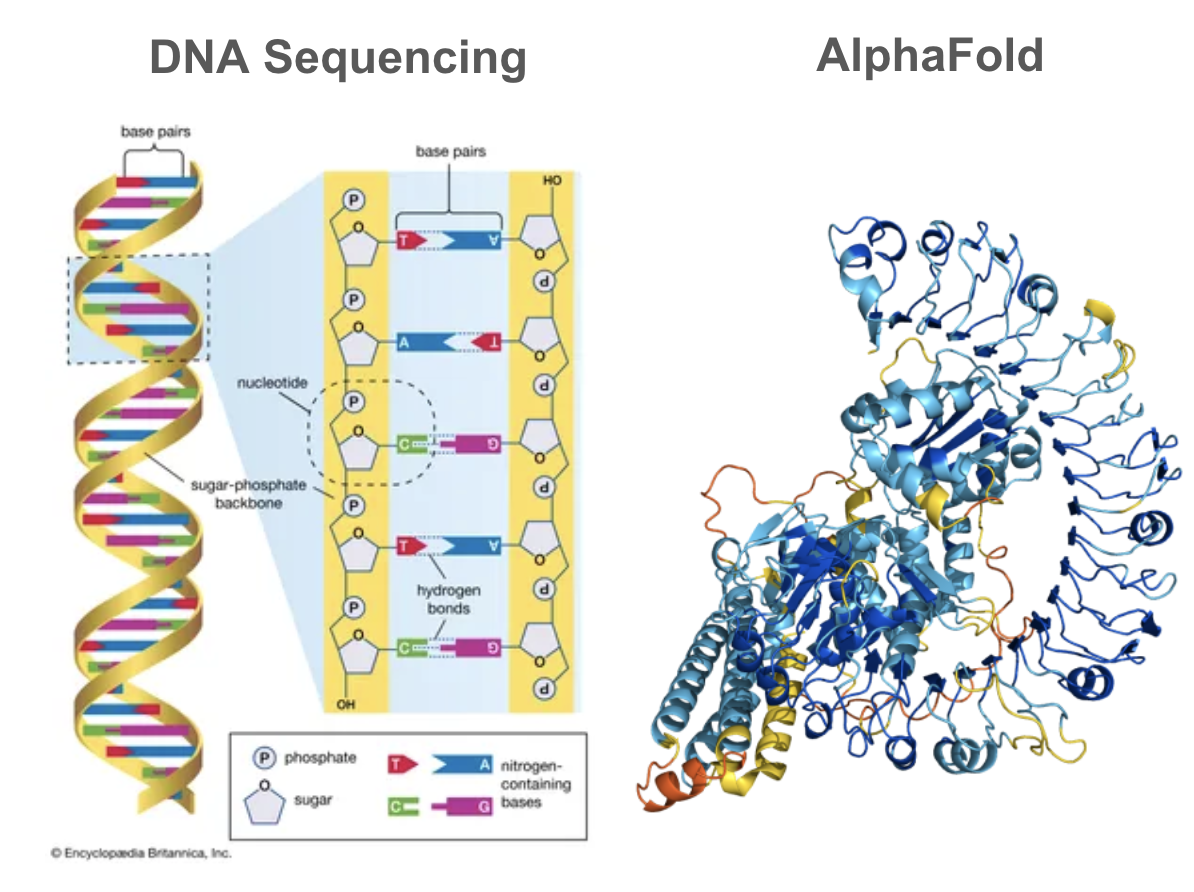 DNA Sequencing
AlphaFold
base pairs
base pairs
HO
P
O
T
A
O
P
P
O
A
T
O
P
nucleotide
P
O
C
G
O
P
sugar-phosphate
backbone
P
O
T
A
O
P
hydrogen
bonds
P
O
C
G
O
P
OH
P
phosphate
O
sugar
T
A
C
G
nitrogen-
containing
bases
© Encyclopædia Britannica, Inc.